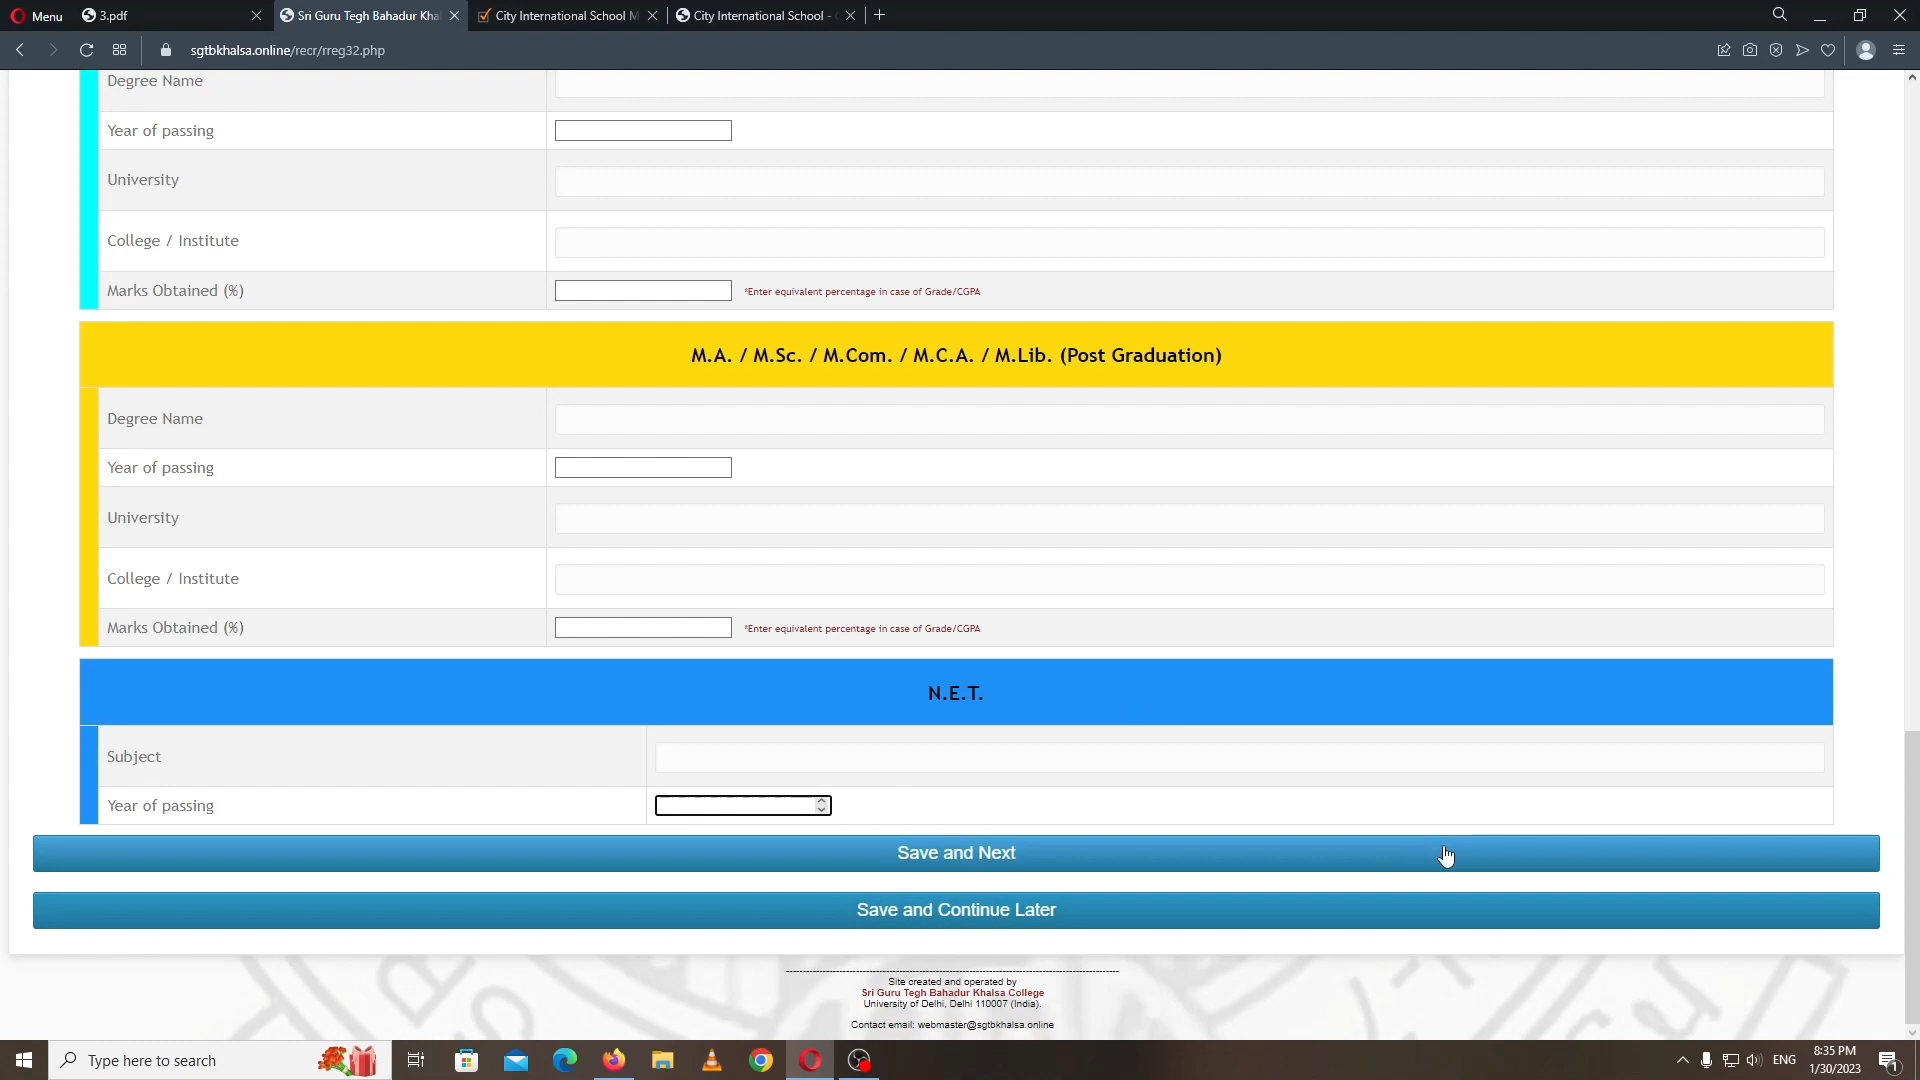 Menu
3.pdf
Sri Guru Tegh Bahadur Khal
City International School M
City International School -
sgtbkhalsa.online/recr/rreg32.php
Degree Name
Year of passing
University
College / Institute
Marks Obtained (%)
*Enter equivalent percentage in case of Grade/CGPA
M.A. / M.Sc. / M.Com. / M.C.A. / M.Lib. (Post Graduation)
Degree Name
Year of passing
University
College / Institute
Marks Obtained (%)
*Enter equivalent percentage in case of Grade/CGPA
N.E.T.
Subject
Year of passing
Save and Next
Save and Continue Later
Site created and operated by
Sri Guru Tegh Bahadur Khalsa College
University of Delhi, Delhi 110007 (India).
Contact email: webmaster@sgtbkhalsa.online
Type here to search
ENG
8:35 PM
1/30/2023
1